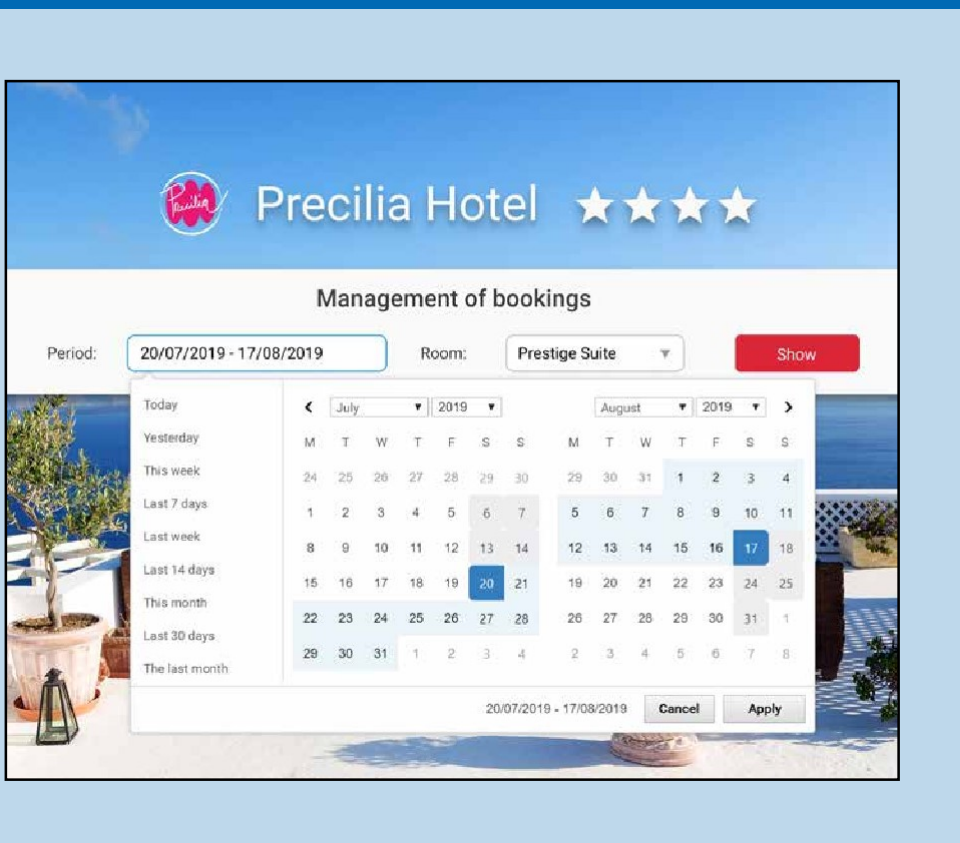 Precilia
Precilia Hotel
Management of bookings
Period: 20/07/2019 - 17/08/2019 Room: Prestige Suite Show
Today
Yesterday
This week
Last 7 days
Last week
Last 14 days
This month
Last 30 days
The last month
July 2019
M T W T F S S
24 25 26 27 28 29 30
1 2 3 4 5 6 7
8 9 10 11 12 13 14
15 16 17 18 19 20 21
22 23 24 25 26 27 28
29 30 31 1 2 3 4
August 2019
M T W T F S S
29 30 31 1 2 3 4
5 6 7 8 9 10 11
12 13 14 15 16 17 18
19 20 21 22 23 24 25
26 27 28 29 30 31 1
2 3 4 5 6 7 8
20/07/2019 - 17/08/2019 Cancel Apply